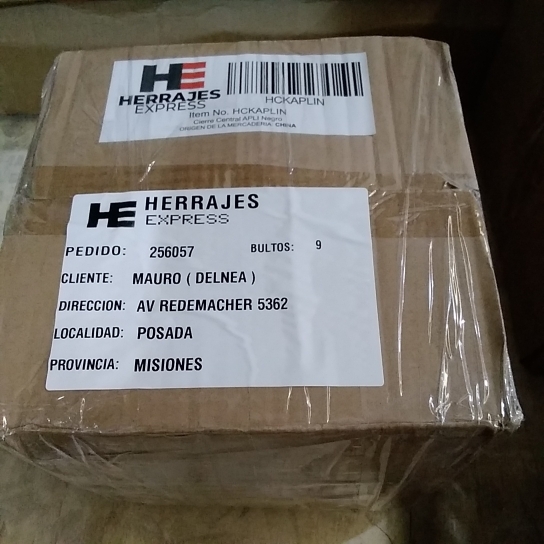 HE
HERRAJES
EXPRESS
HCKAPLIN
Item No. HCKAPLIN
Cierre Central APLI Negro
ORIGEN DE LA MERCADERIA: CHINA
HE HERRAJES
EXPRESS
PEDIDO: 256057 BULTOS: 9
CLIENTE: MAURO ( DELNEA )
DIRECCION: AV REDEMACHER 5362
LOCALIDAD: POSADA
PROVINCIA: MISIONES